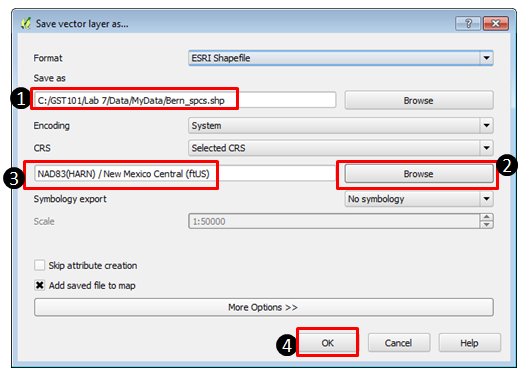 Save vector layer as...
?
Format ESRI Shapefile
Save as
1 C:/GST101/Lab 7/Data/MyData/Bern_spcs.shp Browse
Encoding System
CRS Selected CRS
2
3 NAD83(HARN) / New Mexico Central (ftUS) Browse
Symbology export No symbology
Scale 1:50000
Skip attribute creation
Add saved file to map
More Options >>
4 OK Cancel Help